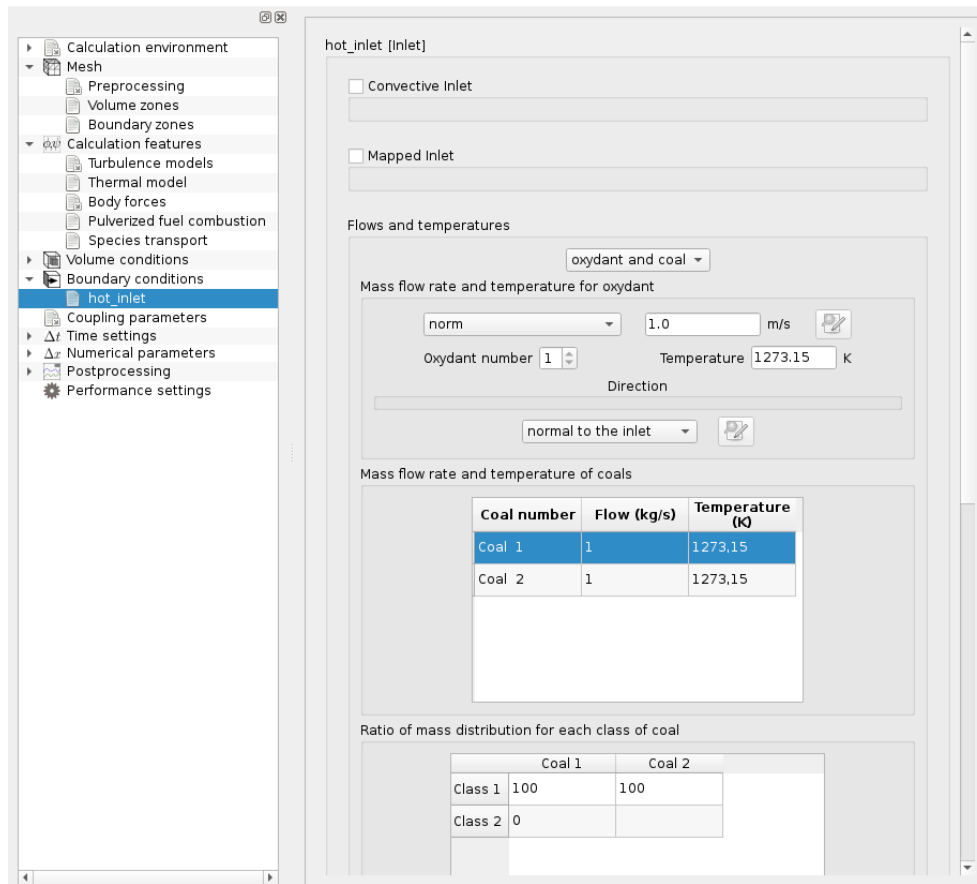 Calculation environment
Mesh
Preprocessing
Volume zones
Boundary zones
Calculation features
Turbulence models
Thermal model
Body forces
Pulverized fuel combustion
Species transport
Volume conditions
Boundary conditions
hot_inlet
Coupling parameters
Δt Time settings
Δx Numerical parameters
Postprocessing
Performance settings
hot_inlet [Inlet]
Convective Inlet
Mapped Inlet
Flows and temperatures
oxydant and coal
Mass flow rate and temperature for oxydant
norm 1.0 m/s
Oxydant number 1 Temperature 1273.15 K
Direction
normal to the inlet
Mass flow rate and temperature of coals
Coal number Flow (kg/s) Temperature (K)
Coal 1 1 1273,15
Coal 2 1 1273,15
Ratio of mass distribution for each class of coal
Coal 1 Coal 2
Class 1 100 100
Class 2 0